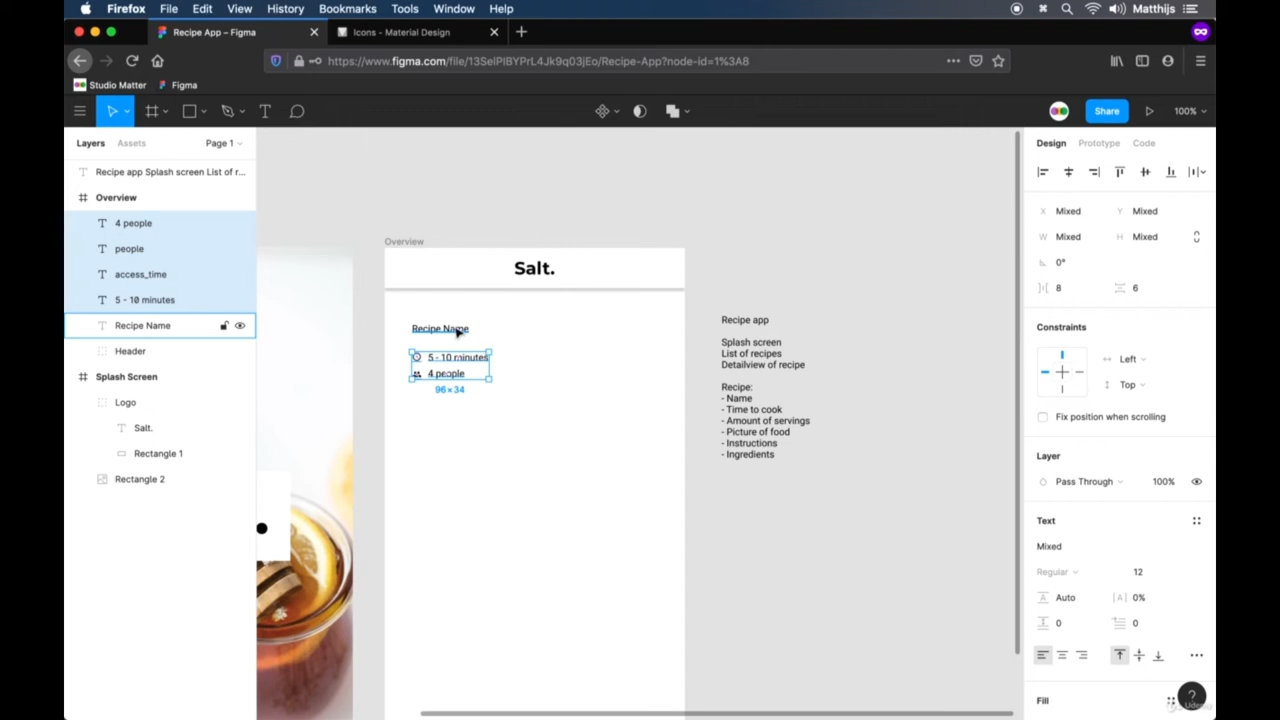 Firefox File Edit View History Bookmarks Tools Window Help Matthijs
Recipe App – Figma Icons - Material Design
https://www.figma.com/file/13SelPlBYPrL4Jk9q03jEo/Recipe-App?node-id=1%3A8
Studio Matter Figma
Share 100%
Layers Assets Page 1
Recipe app Splash screen List of r...
Overview
4 people
people
access_time
5 - 10 minutes
Recipe Name
Header
Splash Screen
Logo
Salt.
Rectangle 1
Rectangle 2
Overview
Salt.
Recipe Name
5 - 10 minutes
4 people
96 × 34
Recipe app
Splash screen
List of recipes
Detailview of recipe
Recipe:
- Name
- Time to cook
- Amount of servings
- Picture of food
- Instructions
- Ingredients
Design Prototype Code
X Mixed Y Mixed
W Mixed H Mixed
0°
8 6
Constraints
Left
Top
Fix position when scrolling
Layer
Pass Through 100%
Text
Mixed
Regular 12
Auto 0%
0 0
Fill
?
Udemy